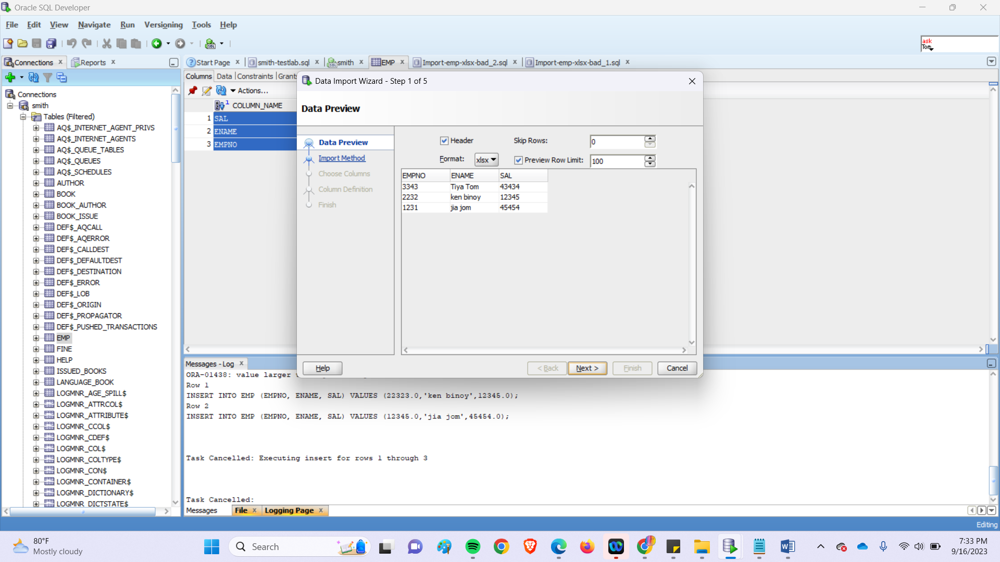 Oracle SQL Developer
File Edit View Navigate Run Versioning Tools Help
ask
Tom
Connections
Reports
Start Page
smith-testlab.sql
smith
EMP
Import-emp-xlsx-bad_2.sql
Import-emp-xlsx-bad_1.sql
Connections
smith
Tables (Filtered)
AQ$_INTERNET_AGENT_PRIVS
AQ$_INTERNET_AGENTS
AQ$_QUEUE_TABLES
AQ$_QUEUES
AQ$_SCHEDULES
AUTHOR
BOOK
BOOK_AUTHOR
BOOK_ISSUE
DEF$_AQCALL
DEF$_AQERROR
DEF$_CALLDEST
DEF$_DEFAULTDEST
DEF$_DESTINATION
DEF$_ERROR
DEF$_LOB
DEF$_ORIGIN
DEF$_PROPAGATOR
DEF$_PUSHED_TRANSACTIONS
EMP
FINE
HELP
ISSUED_BOOKS
LANGUAGE_BOOK
LOGMNR_AGE_SPILL$
LOGMNR_ATTRCOL$
LOGMNR_ATTRIBUTE$
LOGMNR_CCOL$
LOGMNR_CDEF$
LOGMNR_COL$
LOGMNR_COLTYPE$
LOGMNR_CON$
LOGMNR_CONTAINER$
LOGMNR_DICTIONARY$
LOGMNR_DICTSTATE$
Columns Data Constraints Grants
Actions...
COLUMN_NAME
1 SAL
2 ENAME
3 EMPNO
Data Import Wizard - Step 1 of 5
Data Preview
Data Preview
Import Method
Choose Columns
Column Definition
Finish
Header Skip Rows: 0
Format: xlsx Preview Row Limit: 100
EMPNO ENAME SAL
3343 Tiya Tom 43434
2232 ken binoy 12345
1231 jia jom 45454
Help < Back Next > Finish Cancel
Messages - Log
ORA-01438: value larger
Row 1
INSERT INTO EMP (EMPNO, ENAME, SAL) VALUES (22323.0,'ken binoy',12345.0);
Row 2
INSERT INTO EMP (EMPNO, ENAME, SAL) VALUES (12345.0,'jia jom',45454.0);
Task Cancelled: Executing insert for rows 1 through 3
Task Cancelled:
Messages File Logging Page
Editing
80°F
Mostly cloudy
Search
7:33 PM
9/16/2023